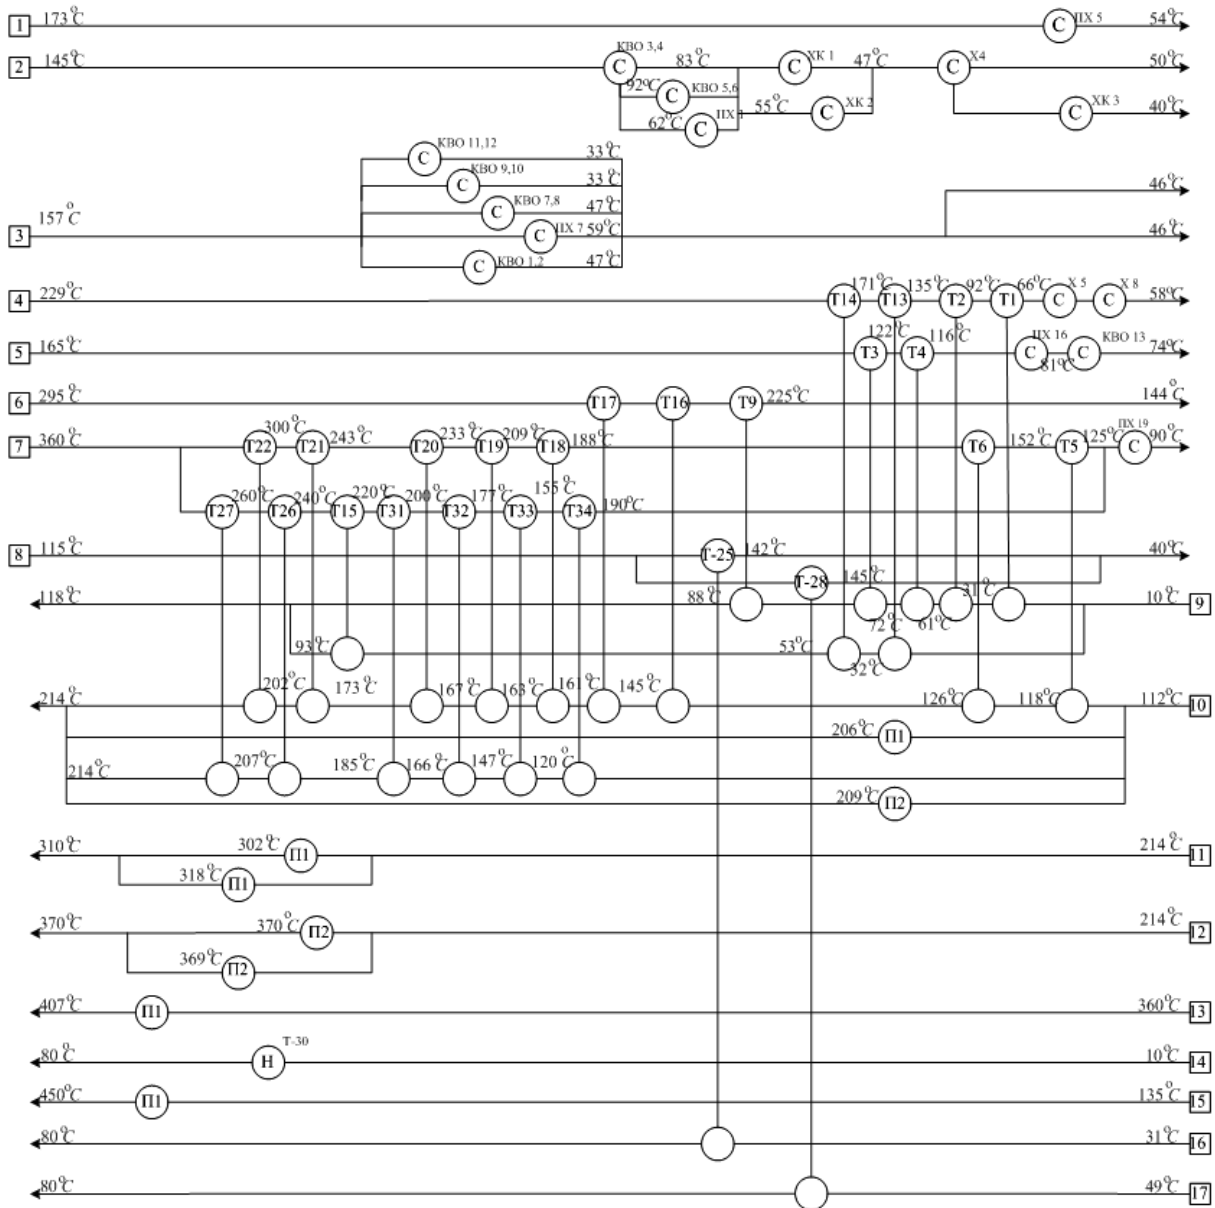 1 173°C С ПХ 5 54°C
2 145°C С КВО 3,4 83°C С ХК 1 47°C С Х4 50°C
92°C С КВО 5,6
62°C С ПХ 55°C С ХК 2 С ХК 3 40°C
С КВО 11,12 33°C
С КВО 9,10 33°C
С КВО 7,8 47°C 46°C
3 157°C С ПХ 7 59°C 46°C
С КВО 1,2 47°C
4 229°C Т14 171°C Т13 135°C Т2 92°C Т1 66°C С Х 5 С Х 8 58°C
5 165°C Т3 122°C Т4 116°C С ПХ 16 81°C С КВО 13 74°C
6 295°C Т17 Т16 Т9 225°C 144°C
7 360°C Т22 300°C Т21 243°C Т20 233°C Т19 209°C Т18 188°C Т6 152°C Т5 125°C С ПХ 19 90°C
Т27 260°C Т26 240°C Т15 220°C Т31 200°C Т32 177°C Т33 155°C Т34 190°C
8 115°C Т-25 142°C 40°C
Т-28 145°C
118°C 88°C 72°C 61°C 31°C 10°C 9
93°C 53°C 32°C
214°C 202°C 173°C 167°C 163°C 161°C 145°C 126°C 118°C 112°C 10
206°C П1
214°C 207°C 185°C 166°C 147°C 120°C
209°C П2
310°C 302°C П1 214°C 11
318°C П1
370°C 370°C П2 214°C 12
369°C П2
407°C П1 360°C 13
80°C Н Т-30 10°C 14
450°C П1 135°C 15
80°C 31°C 16
80°C 49°C 17